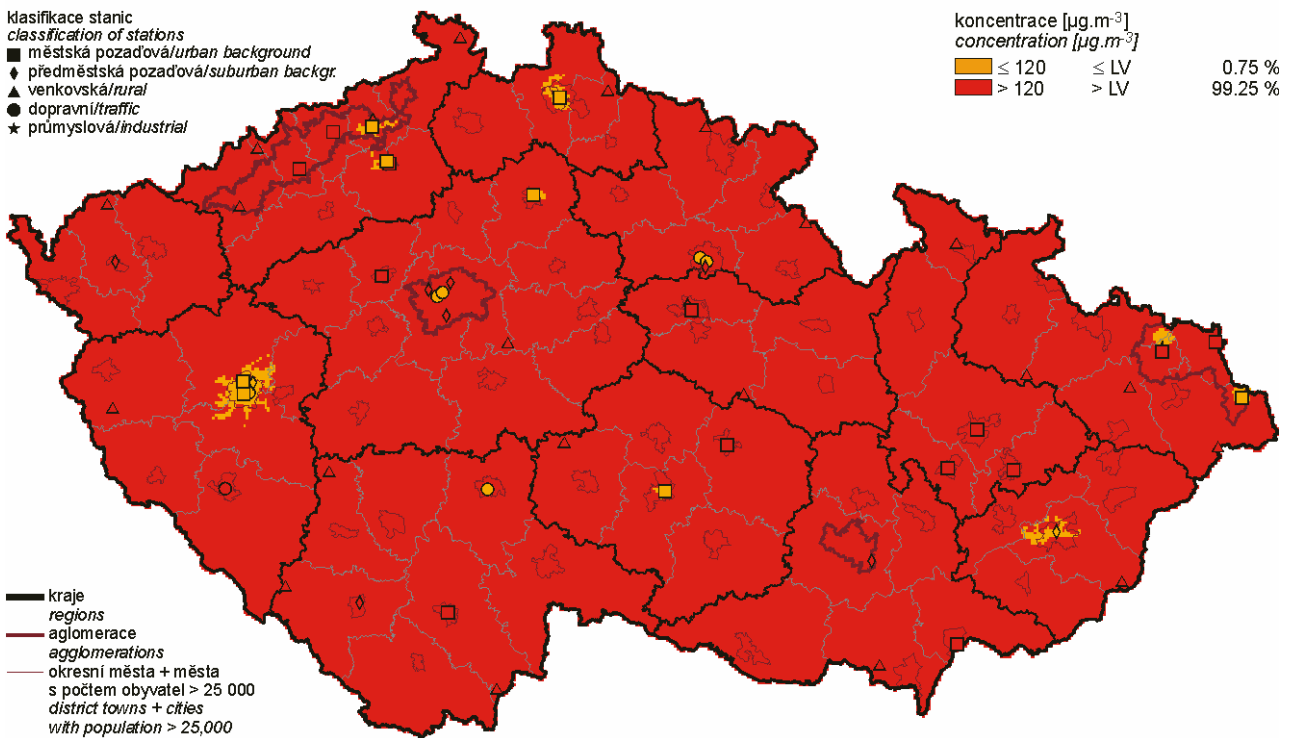 klasifikace stanic
classification of stations
městská pozaďová/urban background
předměstská pozaďová/suburban backgr.
venkovská/rural
dopravní/traffic
průmyslová/industrial
koncentrace [µg.m-3]
concentration [µg.m-3]
≤ 120 ≤ LV 0.75 %
> 120 > LV 99.25 %
kraje
regions
aglomerace
agglomerations
okresní města + města
s počtem obyvatel > 25 000
district towns + cities
with population > 25,000